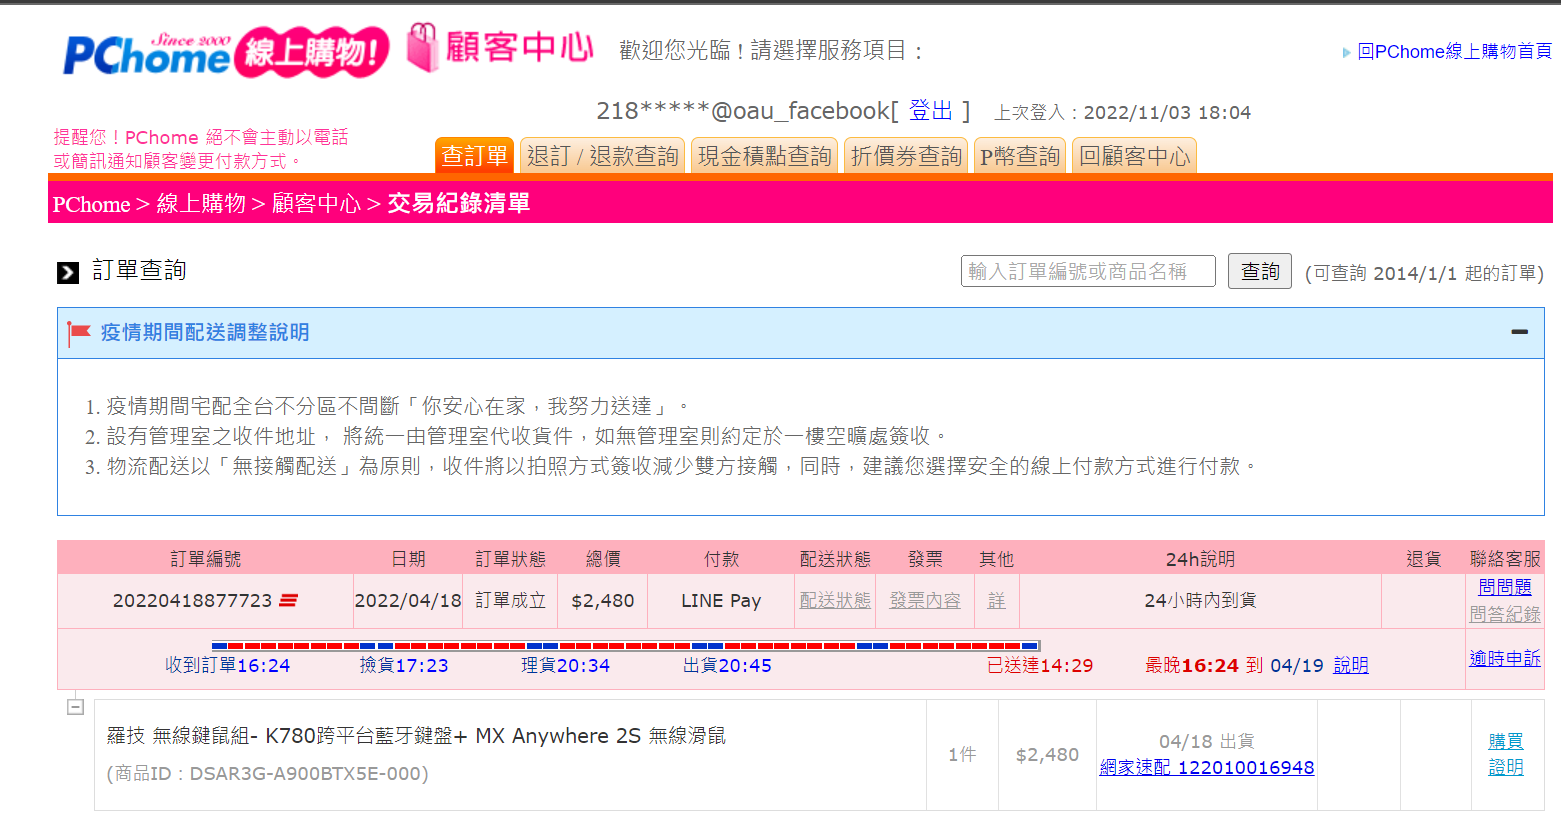 PChome Since 2000 線上購物! 顧客中心 歡迎您光臨 ! 請選擇服務項目 :
回PChome線上購物首頁
218*****@oau_facebook[ 登出 ] 上次登入 : 2022/11/03 18:04
提醒您 ! PChome 絕不會主動以電話
或簡訊通知顧客變更付款方式。
查訂單 退訂 / 退款查詢 現金積點查詢 折價券查詢 P幣查詢 回顧客中心
PChome > 線上購物 > 顧客中心 > 交易紀錄清單
訂單查詢 輸入訂單編號或商品名稱 查詢 (可查詢 2014/1/1 起的訂單)
疫情期間配送調整說明
1. 疫情期間宅配全台不分區不間斷「你安心在家，我努力送達」。
2. 設有管理室之收件地址， 將統一由管理室代收貨件，如無管理室則約定於一樓空曠處簽收。
3. 物流配送以「無接觸配送」為原則，收件將以拍照方式簽收減少雙方接觸，同時，建議您選擇安全的線上付款方式進行付款。
訂單編號 日期 訂單狀態 總價 付款 配送狀態 發票 其他 24h說明 退貨 聯絡客服
20220418877723 2022/04/18 訂單成立 $2,480 LINE Pay 配送狀態 發票內容 詳 24小時內到貨 問問題
問答紀錄
收到訂單16:24 撿貨17:23 理貨20:34 出貨20:45 已送達14:29 最晚16:24 到 04/19 說明 逾時申訴
羅技 無線鍵鼠組- K780跨平台藍牙鍵盤+ MX Anywhere 2S 無線滑鼠
(商品ID : DSAR3G-A900BTX5E-000)
1件 $2,480
04/18 出貨
網家速配 122010016948
購買
證明